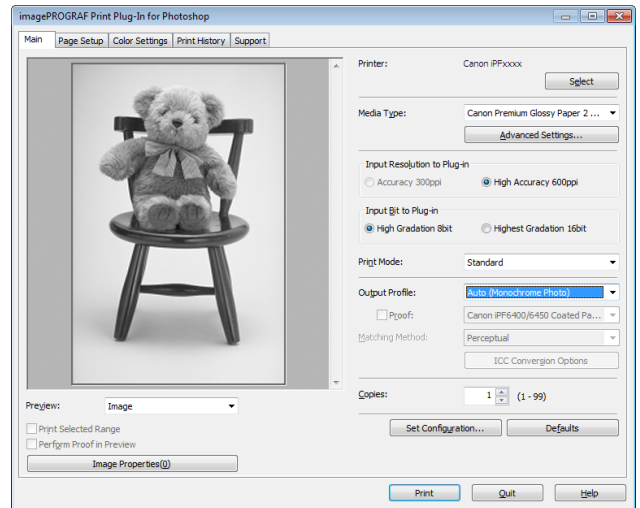 imagePROGRAF Print Plug-In for Photoshop
Main Page Setup Color Settings Print History Support
Printer: Canon iPFxxxx
Select
Media Type: Canon Premium Glossy Paper 2 ...
Advanced Settings...
Input Resolution to Plug-in
Accuracy 300ppi High Accuracy 600ppi
Input Bit to Plug-in
High Gradation 8bit Highest Gradation 16bit
Print Mode: Standard
Output Profile: Auto (Monochrome Photo)
Proof: Canon iPF6400/6450 Coated Pa...
Matching Method: Perceptual
ICC Conversion Options
Copies: 1 (1 - 99)
Preview: Image
Set Configuration... Defaults
Print Selected Range
Perform Proof in Preview
Image Properties(0)
Print Quit Help